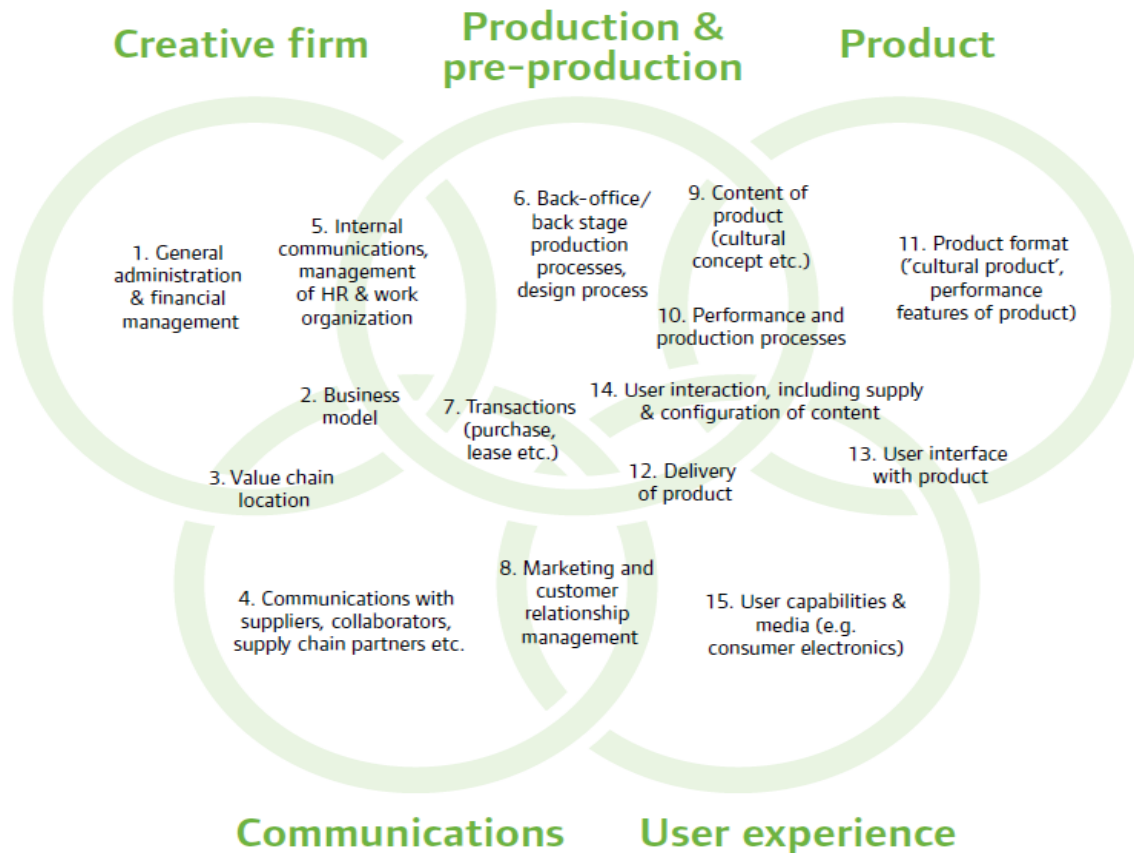 Creative firm
Production &
pre-production
Product
1. General
administration
& financial
management
5. Internal
communications,
management
of HR & work
organization
6. Back-office/
back stage
production
processes,
design process
9. Content of
product
(cultural
concept etc.)
10. Performance and
production processes
11. Product format
('cultural product',
performance
features of product)
2. Business
model
7. Transactions
(purchase,
lease etc.)
14. User interaction, including supply
& configuration of content
3. Value chain
location
12. Delivery
of product
13. User interface
with product
4. Communications with
suppliers, collaborators,
supply chain partners etc.
8. Marketing and
customer
relationship
management
15. User capabilities &
media (e.g.
consumer electronics)
Communications
User experience